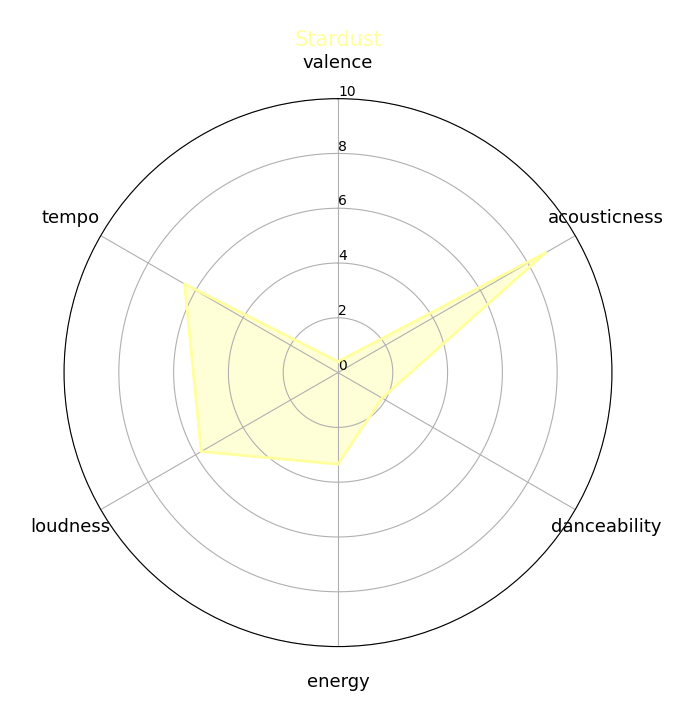 Stardust
valence
10
8
tempo
acousticness
6
4
2
0
loudness
danceability
energy